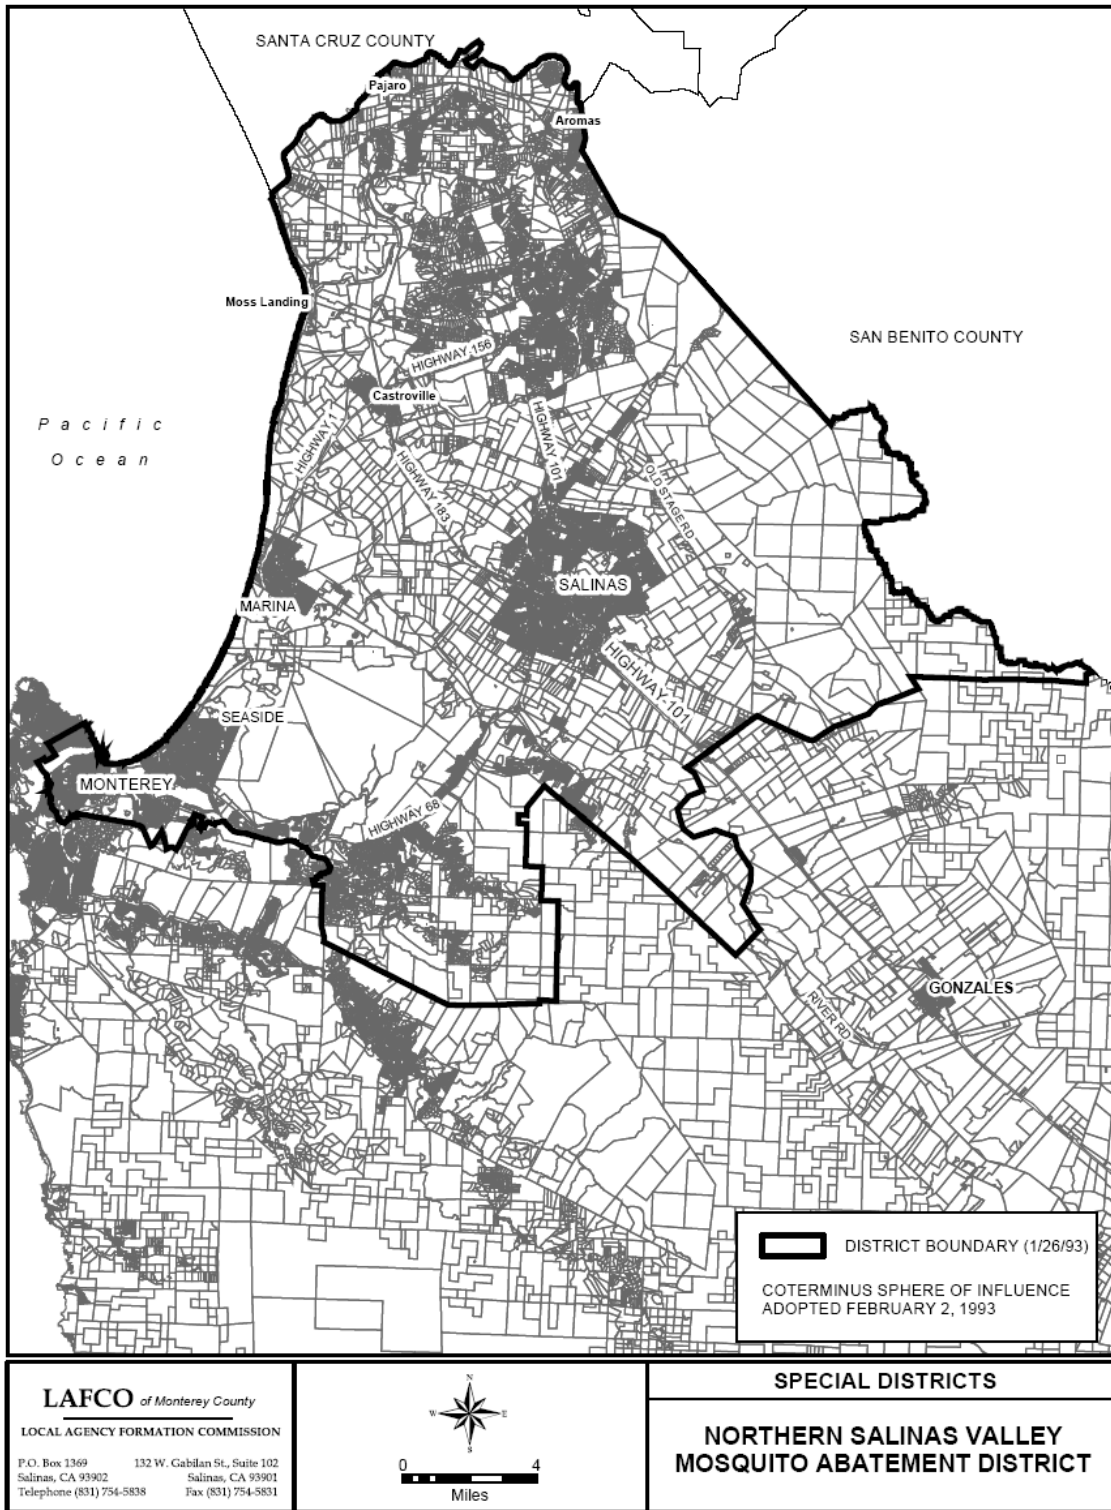 SANTA CRUZ COUNTY
Pajaro
Aromas
Moss Landing
SAN BENITO COUNTY
HIGHWAY 156
Castroville
Pacific
Ocean
HIGHWAY 1
HIGHWAY 101
HIGHWAY 183
OLD STAGE RD
SALINAS
MARINA
HIGHWAY 101
SEASIDE
MONTEREY
HIGHWAY 68
GONZALES
RIVER RD
DISTRICT BOUNDARY (1/26/93)
COTERMINUS SPHERE OF INFLUENCE
ADOPTED FEBRUARY 2, 1993
LAFCO of Monterey County
LOCAL AGENCY FORMATION COMMISSION
P.O. Box 1369 132 W. Gabilan St., Suite 102
Salinas, CA 93902 Salinas, CA 93901
Telephone (831) 754-5838 Fax (831) 754-5831
N
W E
S
0 4
Miles
SPECIAL DISTRICTS
NORTHERN SALINAS VALLEY
MOSQUITO ABATEMENT DISTRICT